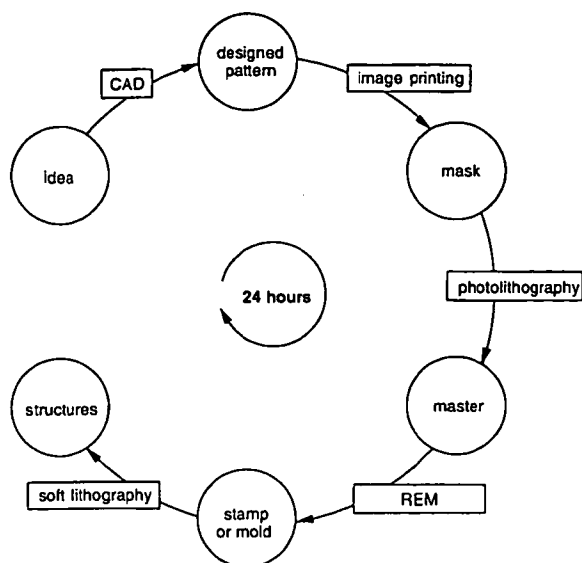 designed
pattern
CAD
image printing
idea
mask
24 hours
photolithography
structures
master
soft lithography
REM
stamp
or mold